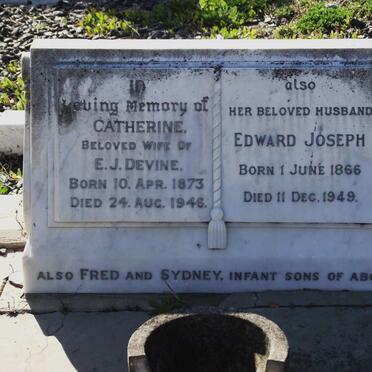 In
Loving Memory of
CATHERINE,
BELOVED WIFE OF
E.J. DEVINE,
BORN 10. APR. 1873
DIED 24. AUG. 1946.
also
HER BELOVED HUSBAND
EDWARD JOSEPH
BORN 1 JUNE 1866
DIED 11 DEC. 1949.
ALSO FRED AND SYDNEY, INFANT SONS OF ABO